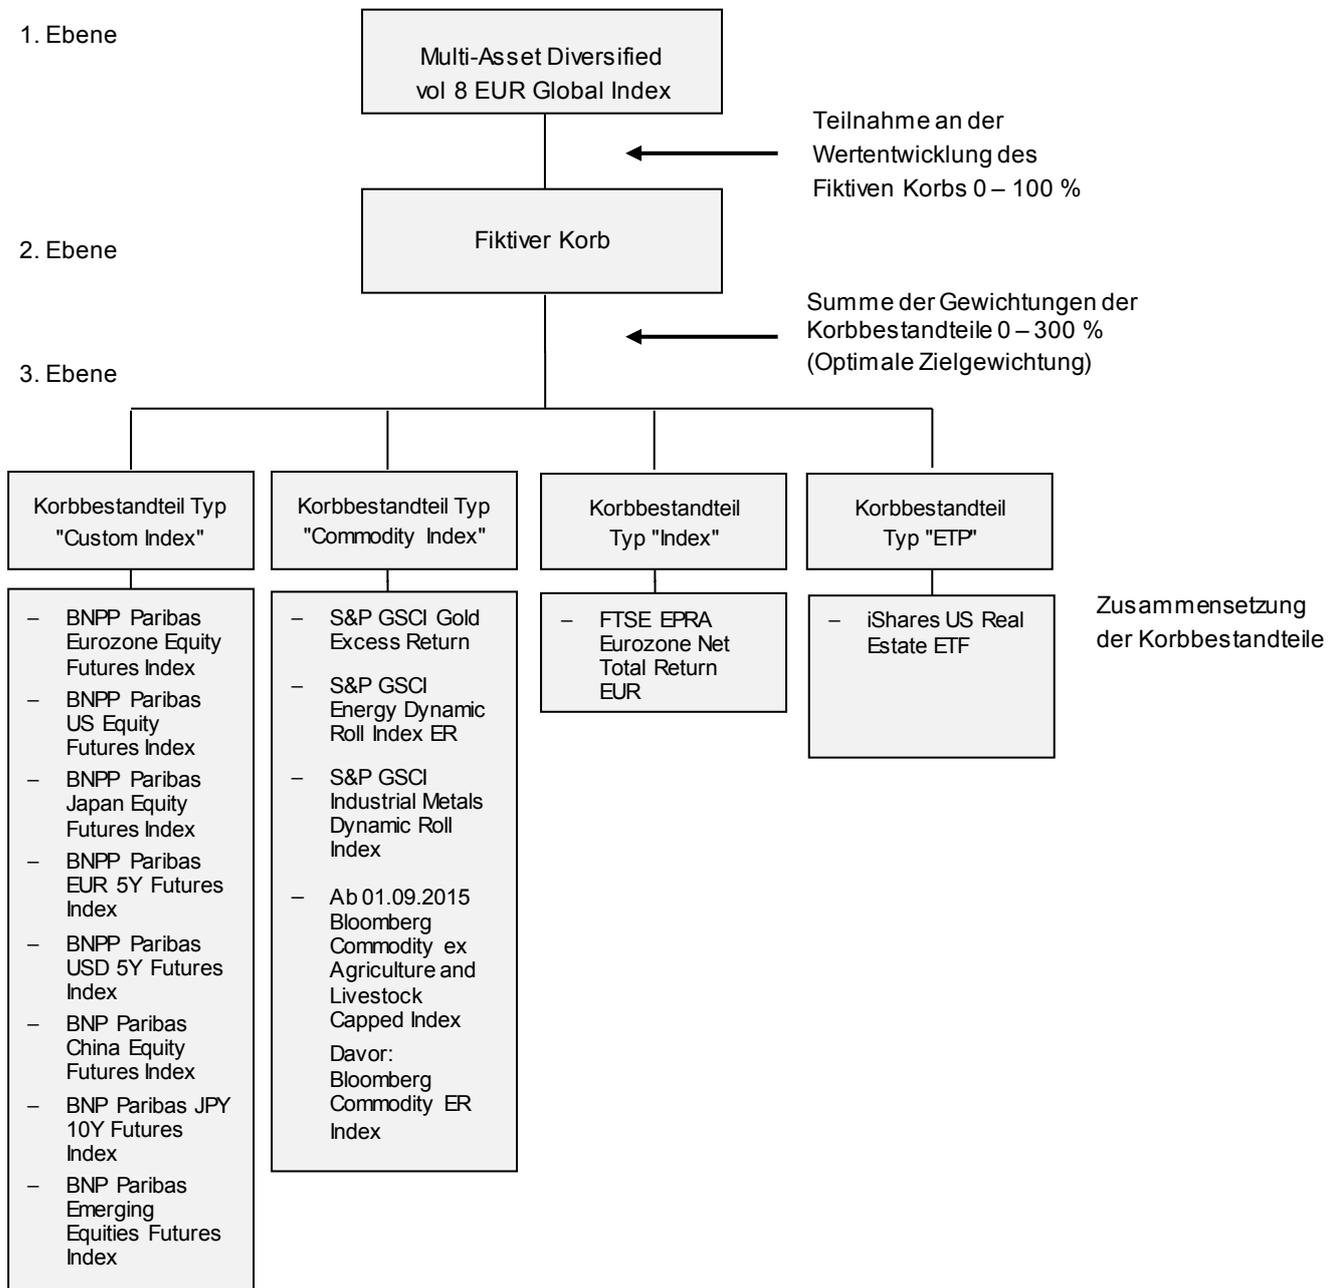 1. Ebene
Multi-Asset Diversified
vol 8 EUR Global Index
Teilnahme an der
Wertentwicklung des
Fiktiven Korbs 0 – 100 %
2. Ebene
Fiktiver Korb
Summe der Gewichtungen der
Korbbestandteile 0 – 300 %
(Optimale Zielgewichtung)
3. Ebene
Korbbestandteil Typ
"Custom Index"
Korbbestandteil Typ
"Commodity Index"
Korbbestandteil
Typ "Index"
Korbbestandteil
Typ "ETP"
– BNPP Paribas
Eurozone Equity
Futures Index
– BNPP Paribas
US Equity
Futures Index
– BNPP Paribas
Japan Equity
Futures Index
– BNPP Paribas
EUR 5Y Futures
Index
– BNPP Paribas
USD 5Y Futures
Index
– BNP Paribas
China Equity
Futures Index
– BNP Paribas JPY
10Y Futures
Index
– BNP Paribas
Emerging
Equities Futures
Index
– S&P GSCI Gold
Excess Return
– S&P GSCI
Energy Dynamic
Roll Index ER
– S&P GSCI
Industrial Metals
Dynamic Roll
Index
– Ab 01.09.2015
Bloomberg
Commodity ex
Agriculture and
Livestock
Capped Index
Davor:
Bloomberg
Commodity ER
Index
– FTSE EPRA
Eurozone Net
Total Return
EUR
– iShares US Real
Estate ETF
Zusammensetzung
der Korbbestandteile